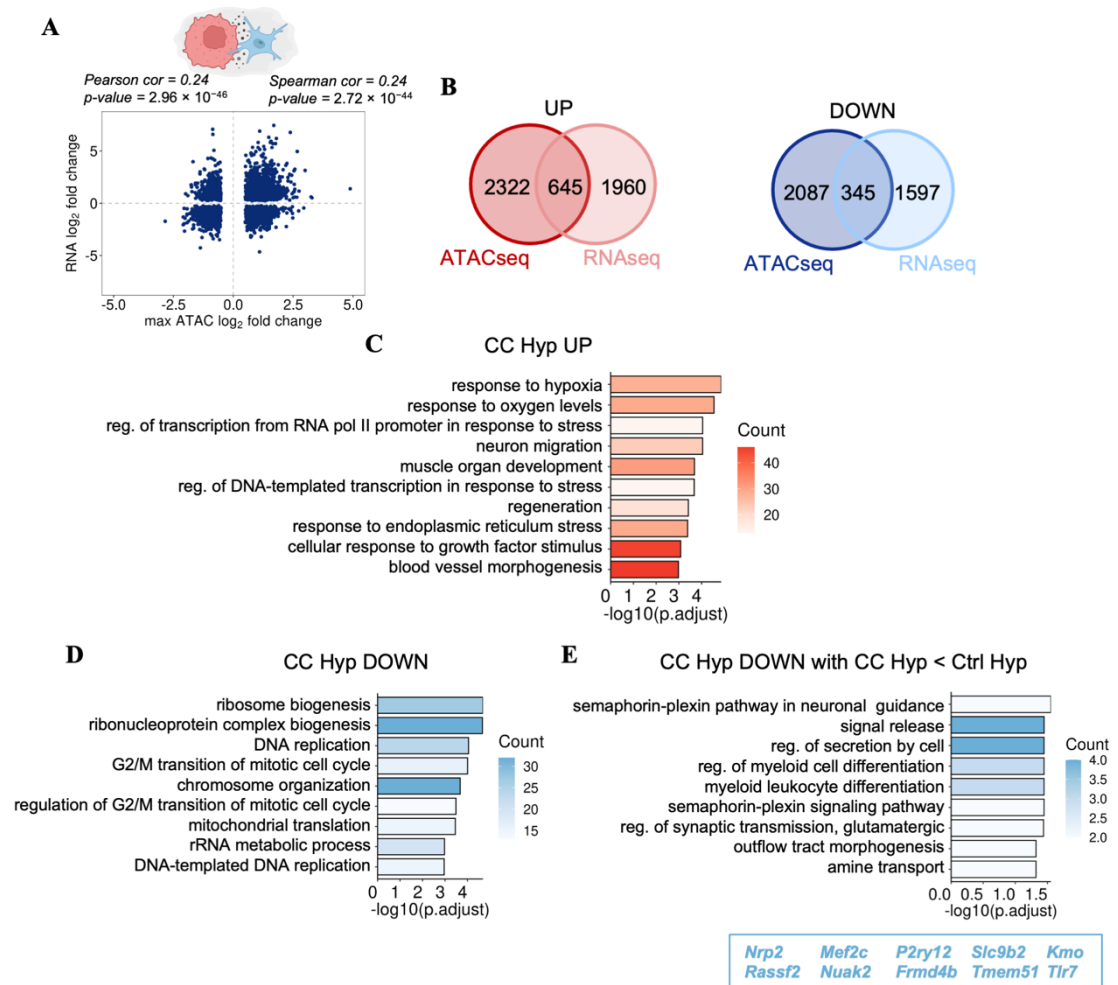 A
Pearson cor = 0.24
p-value = 2.96 × 10⁻⁴⁶
Spearman cor = 0.24
p-value = 2.72 × 10⁻⁴⁴
RNA log₂ fold change
5
0
-5
-5.0 -2.5 0.0 2.5 5.0
max ATAC log₂ fold change
B
UP
2322 645 1960
ATACseq RNAseq
DOWN
2087 345 1597
ATACseq RNAseq
C
CC Hyp UP
response to hypoxia
response to oxygen levels
reg. of transcription from RNA pol II promoter in response to stress
neuron migration
muscle organ development
reg. of DNA-templated transcription in response to stress
regeneration
response to endoplasmic reticulum stress
cellular response to growth factor stimulus
blood vessel morphogenesis
0 1 2 3 4
-log10(p.adjust)
Count
40
30
20
D
CC Hyp DOWN
ribosome biogenesis
ribonucleoprotein complex biogenesis
DNA replication
G2/M transition of mitotic cell cycle
chromosome organization
regulation of G2/M transition of mitotic cell cycle
mitochondrial translation
rRNA metabolic process
DNA-templated DNA replication
0 1 2 3 4
-log10(p.adjust)
Count
30
25
20
15
E
CC Hyp DOWN with CC Hyp < Ctrl Hyp
semaphorin-plexin pathway in neuronal guidance
signal release
reg. of secretion by cell
reg. of myeloid cell differentiation
myeloid leukocyte differentiation
semaphorin-plexin signaling pathway
reg. of synaptic transmission, glutamatergic
outflow tract morphogenesis
amine transport
0.0 0.5 1.0 1.5
-log10(p.adjust)
Count
4.0
3.5
3.0
2.5
2.0
Nrp2 Mef2c P2ry12 Slc9b2 Kmo
Rassf2 Nuak2 Frmd4b Tmem51 Tlr7